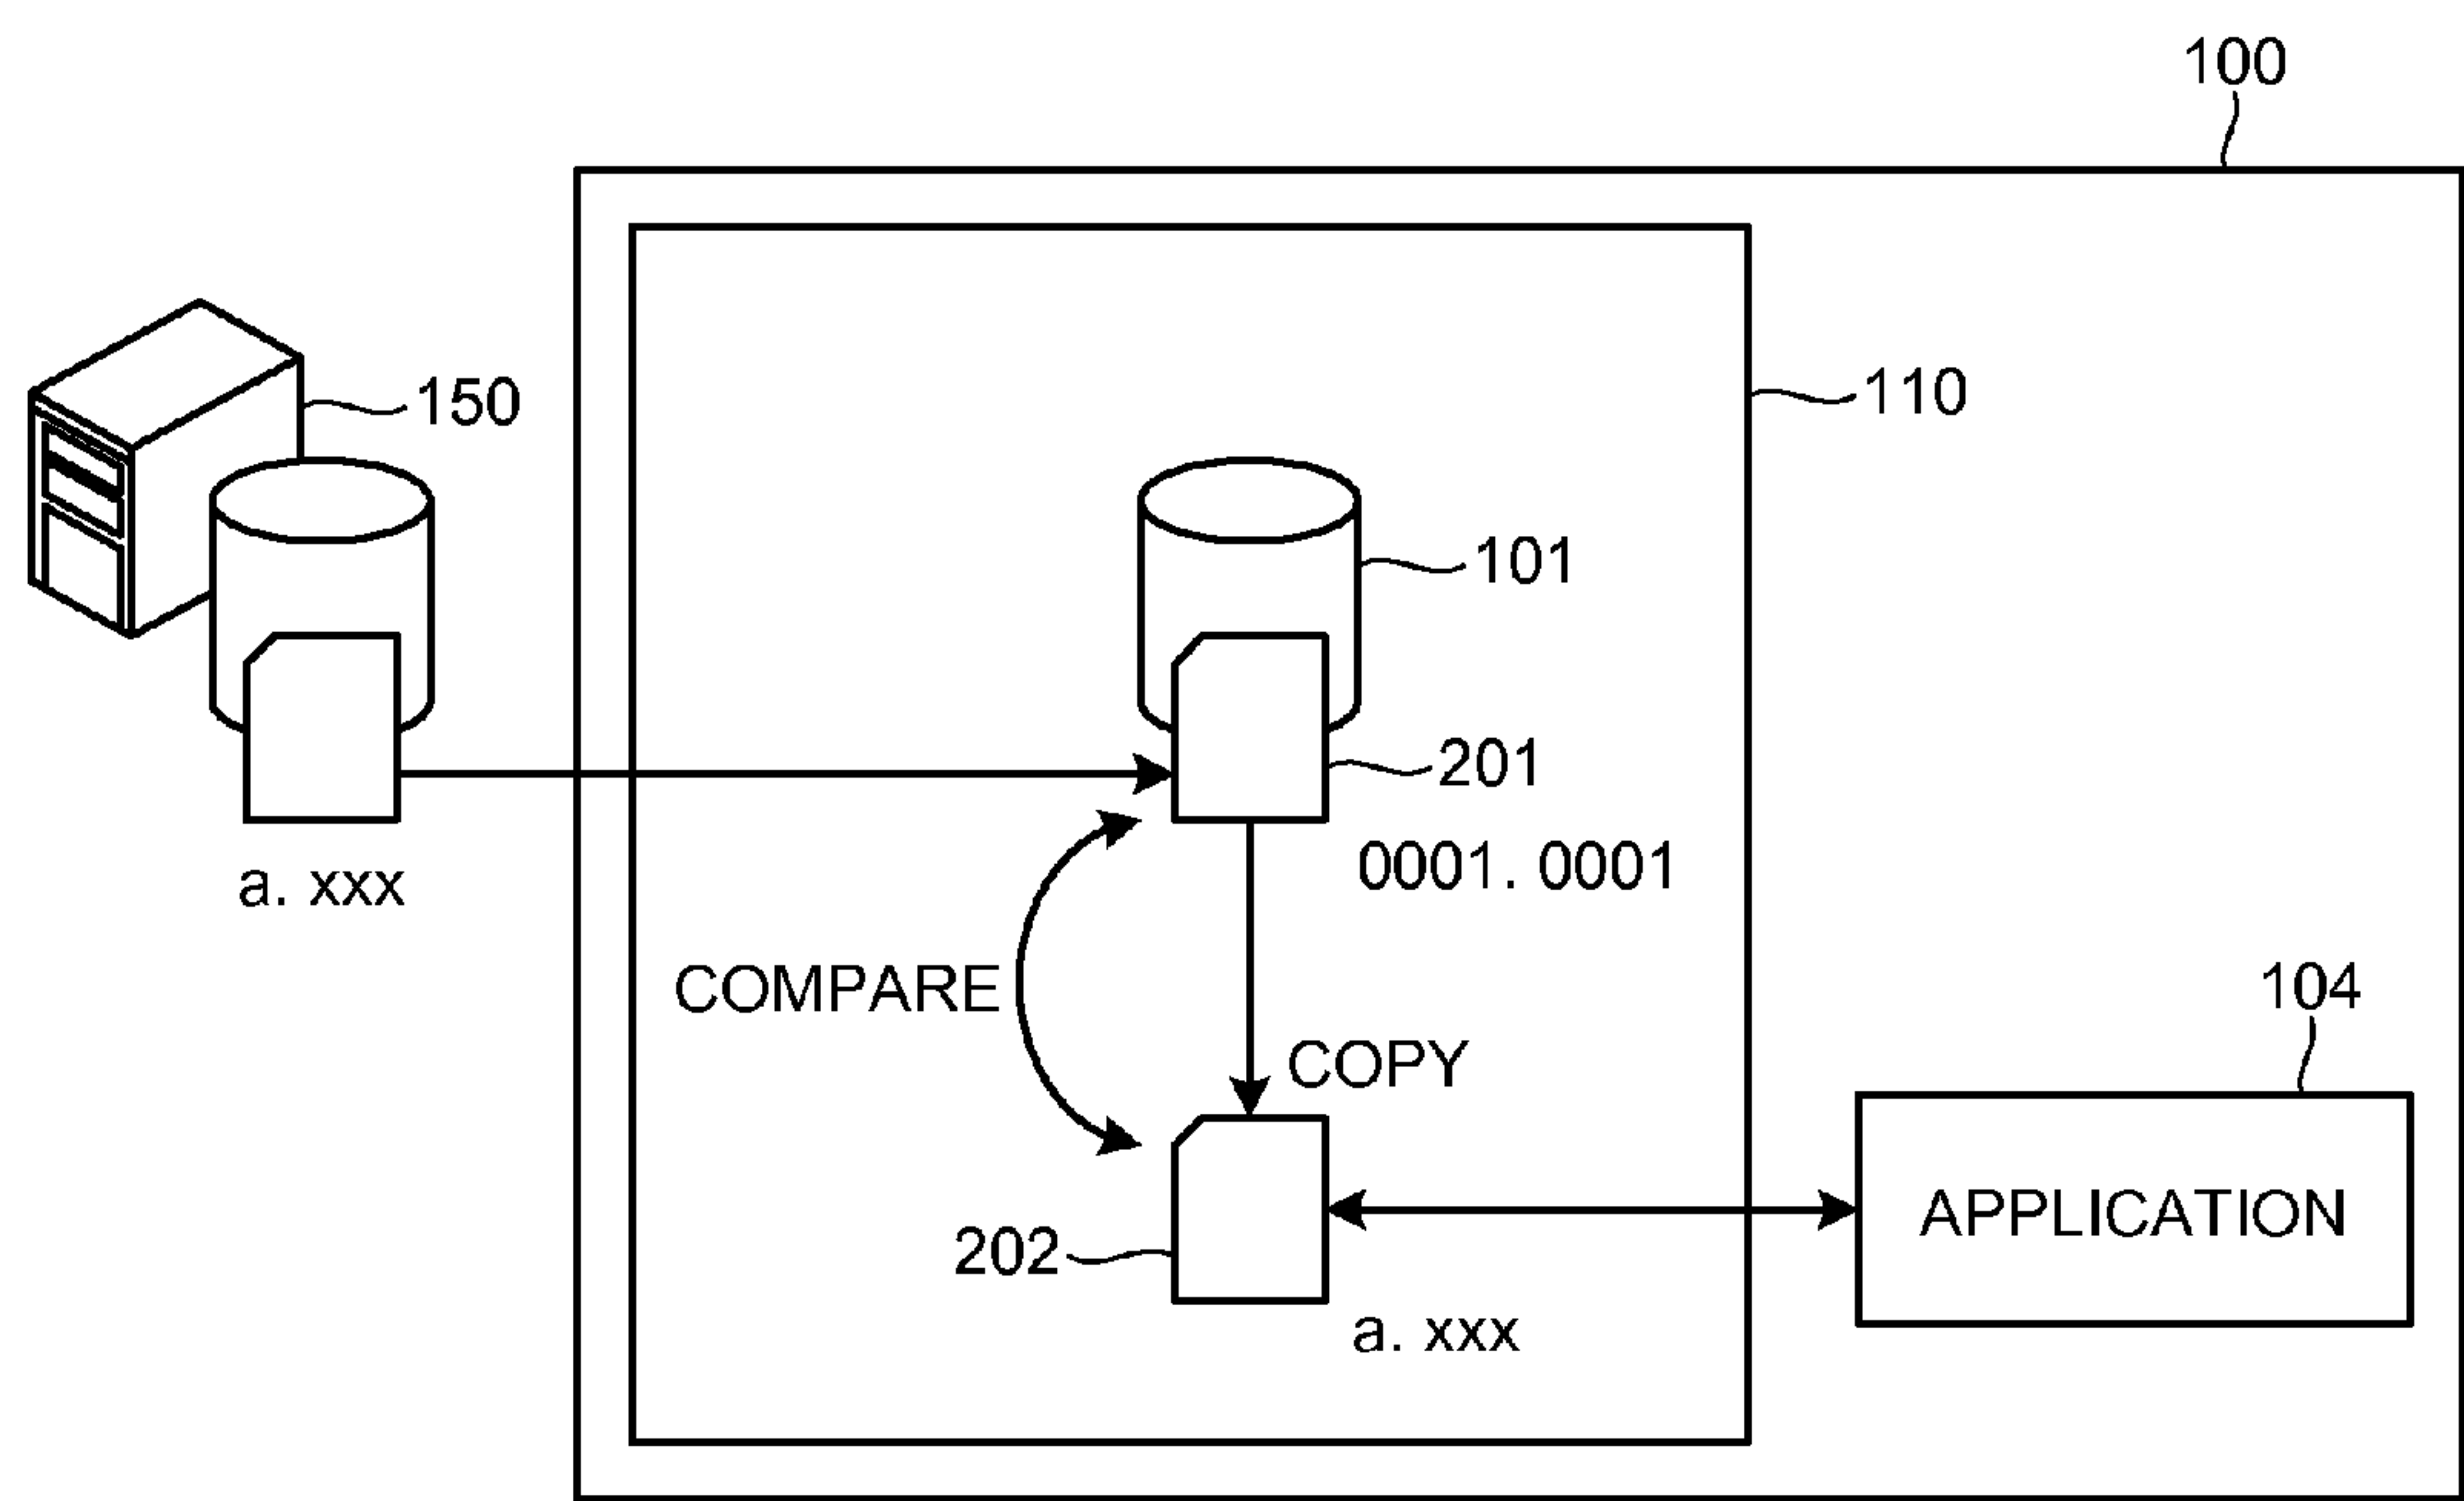 100
150
110
101
201
0001. 0001
a. xxx
COMPARE
104
COPY
APPLICATION
202
a. xxx